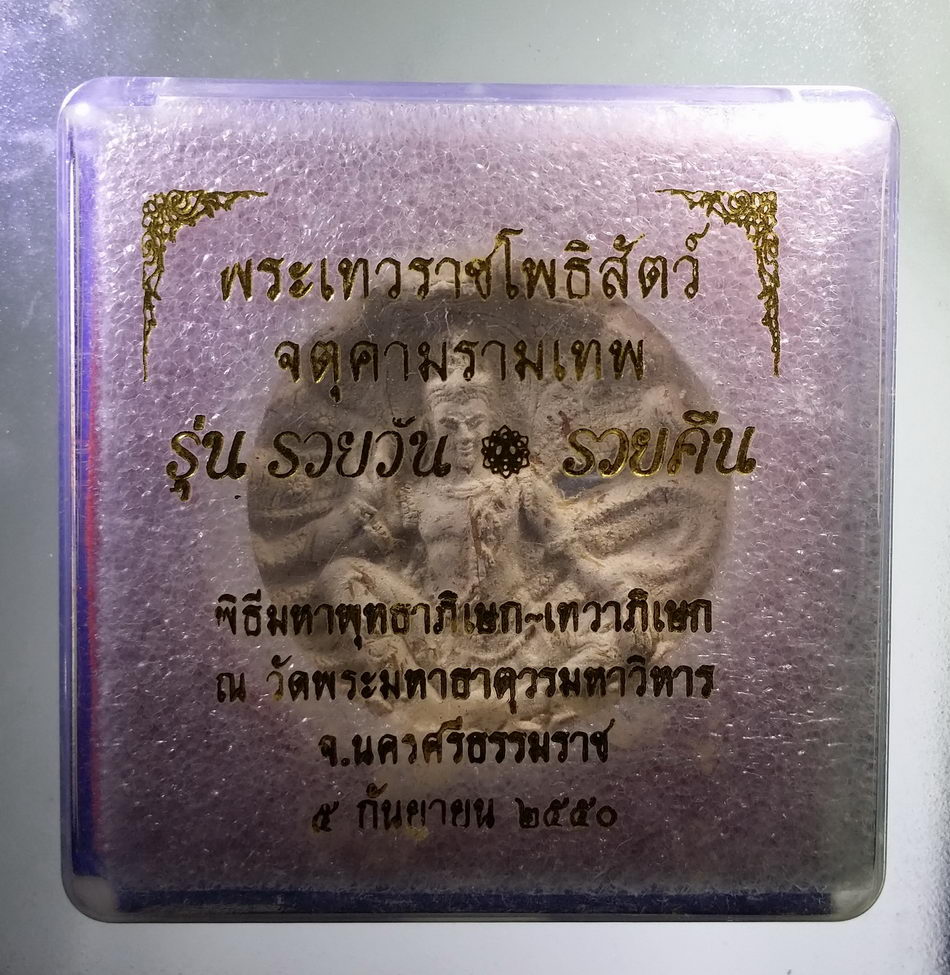 พระเทวราชโพธิสัตว์
จตุคามรามเทพ
รุ่น รวยวัน รวยคืน
พิธีมหาพุทธาภิเษก~เทวาภิเษก
ณ วัดพระมหาธาตุวรมหาวิหาร
จ.นครศรีธรรมราช
๕ กันยายน ๒๕๕๐